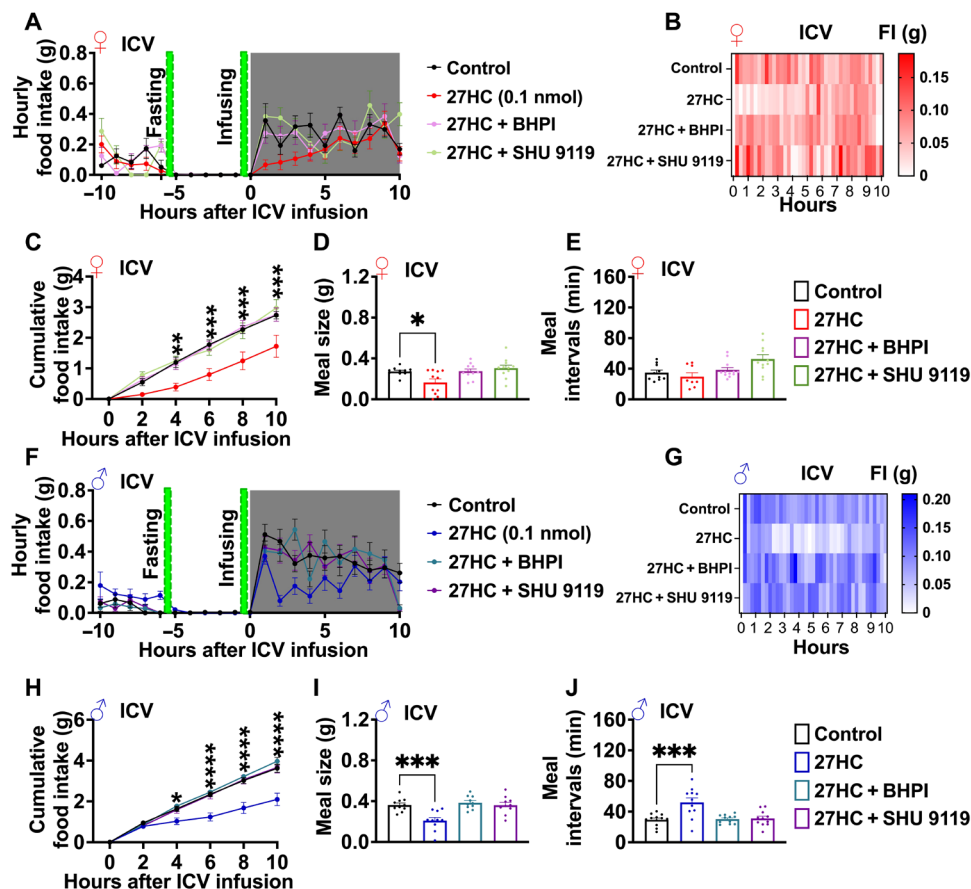 A
♀ ICV
Hourly
food intake (g)
0.8
0.6
0.4
0.2
0.0
Fasting
Infusing
−10
−5
0
5
10
Hours after ICV infusion
Control
27HC (0.1 nmol)
27HC + BHPI
27HC + SHU 9119
B
♀ ICV FI (g)
Control
27HC
27HC + BHPI
27HC + SHU 9119
0 1 2 3 4 5 6 7 8 9 10
Hours
0.15
0.10
0.05
0
C
♀ ICV
Cumulative
food intake (g)
4
3
2
1
0
**
***
***
***
0 2 4 6 8 10
Hours after ICV infusion
D
♀ ICV
Meal size (g)
1.2
0.8
0.4
0.0
*
E
♀ ICV
Meal
intervals (min)
160
120
80
40
0
Control
27HC
27HC + BHPI
27HC + SHU 9119
F
♂ ICV
Hourly
food intake (g)
0.8
0.6
0.4
0.2
0.0
Fasting
Infusing
−10
−5
0
5
10
Hours after ICV infusion
Control
27HC (0.1 nmol)
27HC + BHPI
27HC + SHU 9119
G
♂ ICV FI (g)
Control
27HC
27HC + BHPI
27HC + SHU 9119
0 1 2 3 4 5 6 7 8 9 10
Hours
0.20
0.15
0.10
0.05
0
H
♂ ICV
Cumulative
food intake (g)
6
4
2
0
*
****
****
****
0 2 4 6 8 10
Hours after ICV infusion
I
♂ ICV
Meal size (g)
1.2
0.8
0.4
0.0
***
J
♂ ICV
Meal
intervals (min)
160
120
80
40
0
***
Control
27HC
27HC + BHPI
27HC + SHU 9119